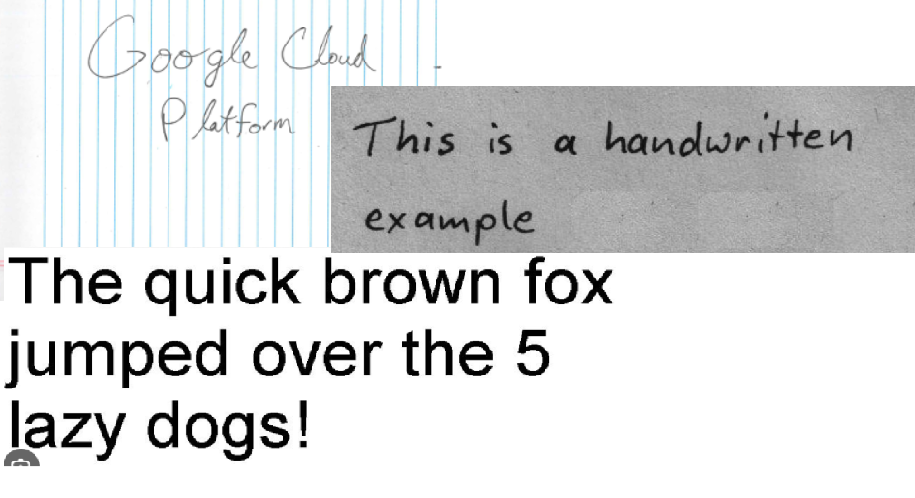 Google Cloud
Platform
This is a handwritten
example
The quick brown fox
jumped over the 5
lazy dogs!